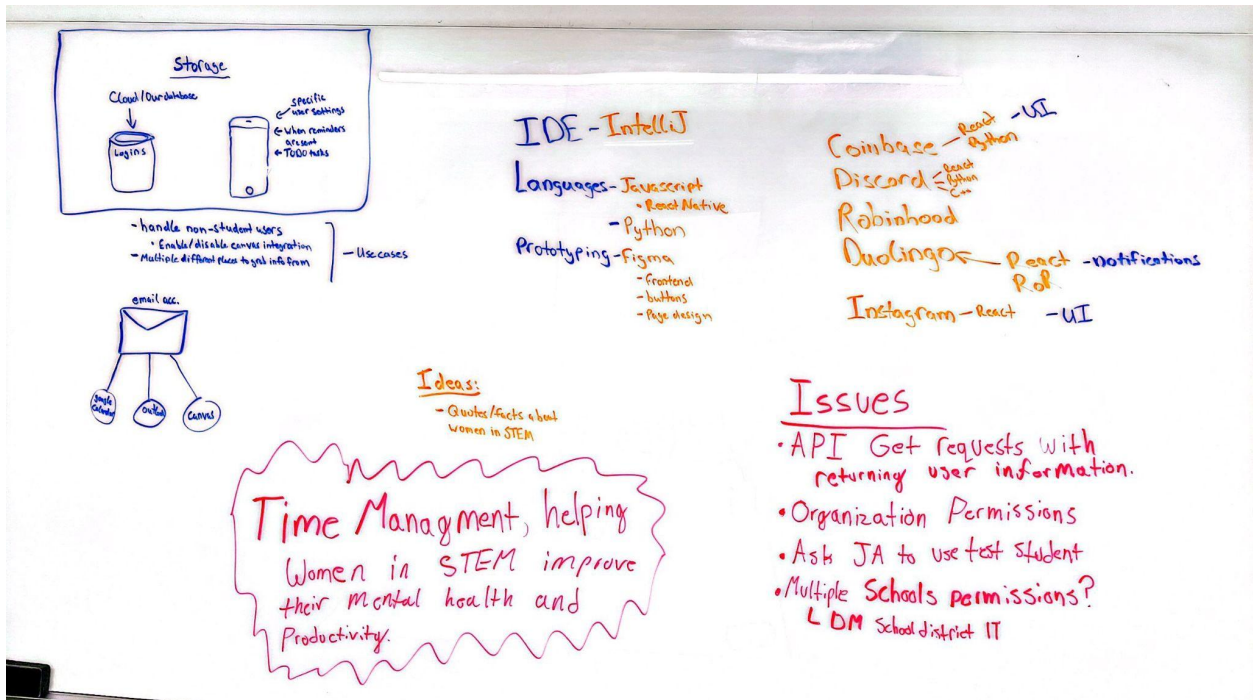 Storage
Cloud/Our database
Logins
specific
user settings
When reminders
are sent
TODO tasks
- handle non-student users
• Enable/disable canvas integration
- Multiple different places to grab info from
- Use cases
email acc.
google
calendar
outlook
canvas
IDE - IntelliJ
Languages - Javascript
• React Native
- Python
Prototyping - Figma
- frontend
- buttons
- Page design
Coinbase - React - UI
Python
Discord - React
Python
C++
Robinhood
Duolingo React - notifications
RoR
Instagram - React - UI
Ideas:
- Quotes/facts about
women in STEM
Time Managment, helping
Women in STEM improve
their mental health and
Productivity.
Issues
• API Get requests with
returning user information.
• Organization Permissions
• Ask JA to use test student
• Multiple Schools permissions?
DM School district IT